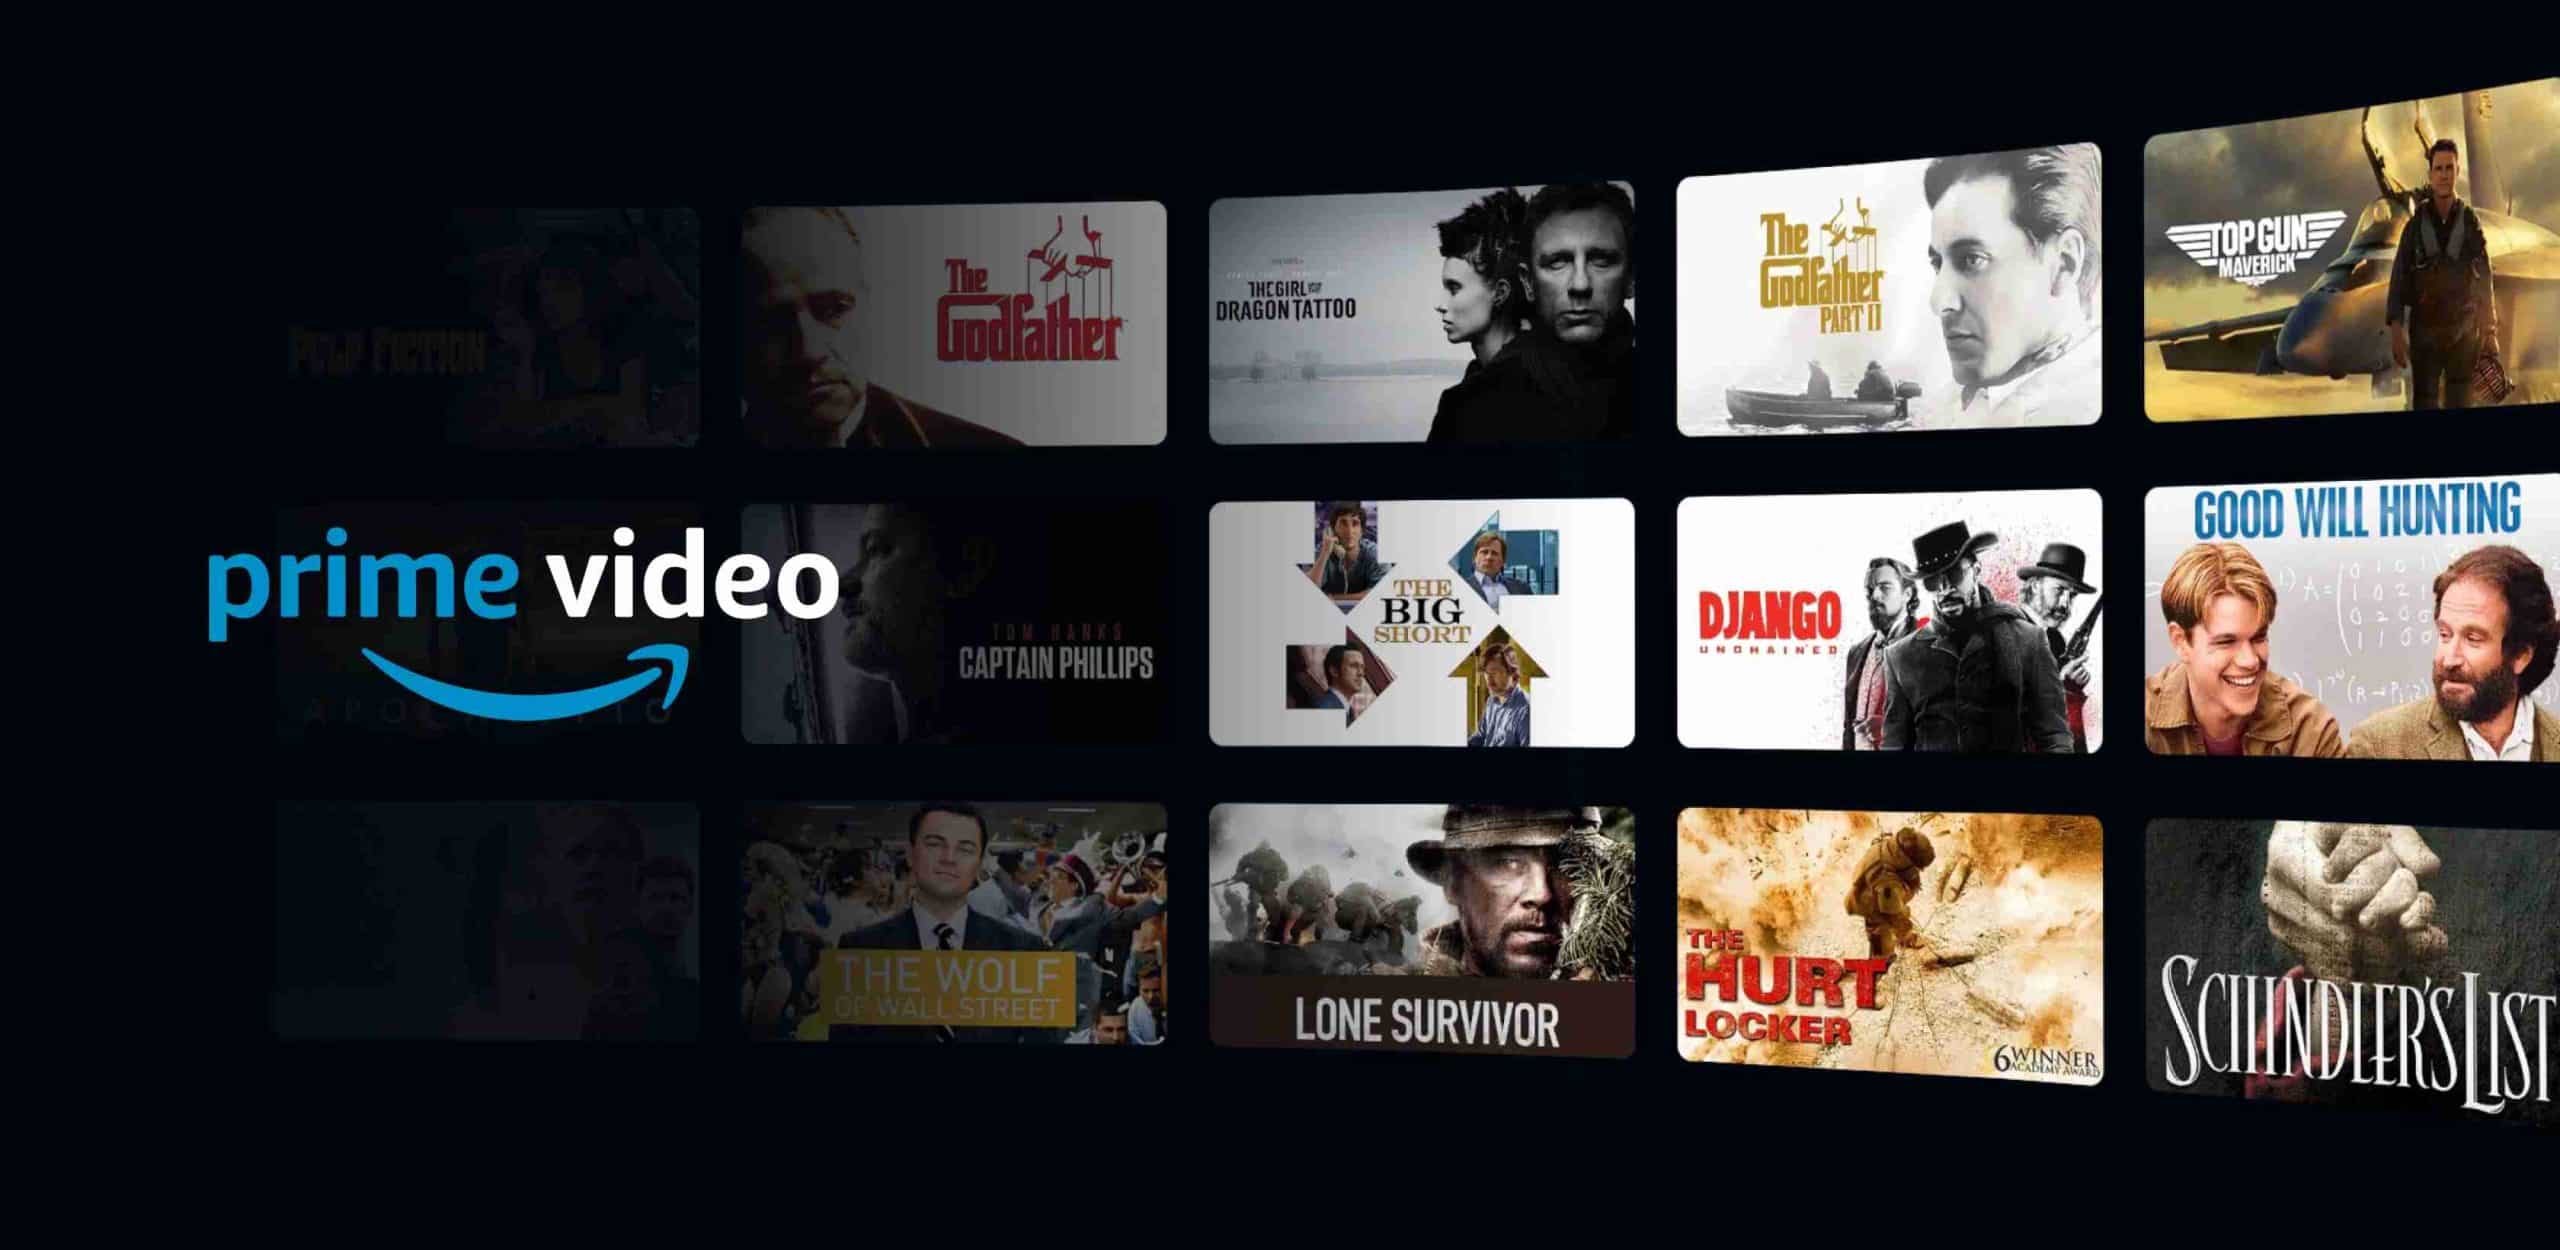 PULP FICTION
The
Godfather
THE GIRL WITH THE
DRAGON TATTOO
The
Godfather
PART II
TOP GUN
MAVERICK
prime video
APOCALYPTO
TOM HANKS
CAPTAIN PHILLIPS
THE
BIG
SHORT
DJANGO
UNCHAINED
GOOD WILL HUNTING
THE WOLF
OF WALL STREET
LONE SURVIVOR
THE
HURT
LOCKER
6 WINNER
ACADEMY AWARD
SCHINDLER'S LIST